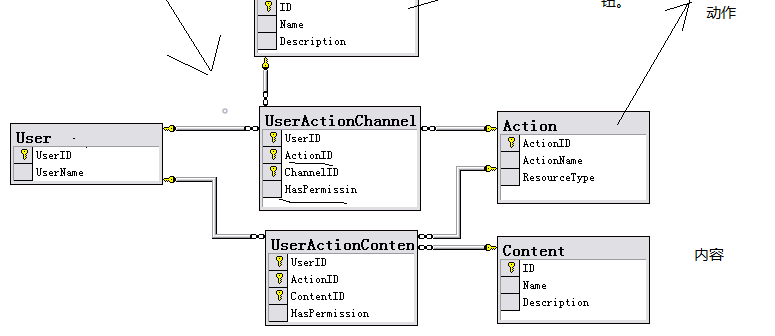 ID
Name
Description
钮。
动作
User
UserID
UserName
UserActionChannel
UserID
ActionID
ChannelID
HasPermissin
Action
ActionID
ActionName
ResourceType
UserActionConten
UserID
ActionID
ContentID
HasPermission
Content
ID
Name
Description
内容